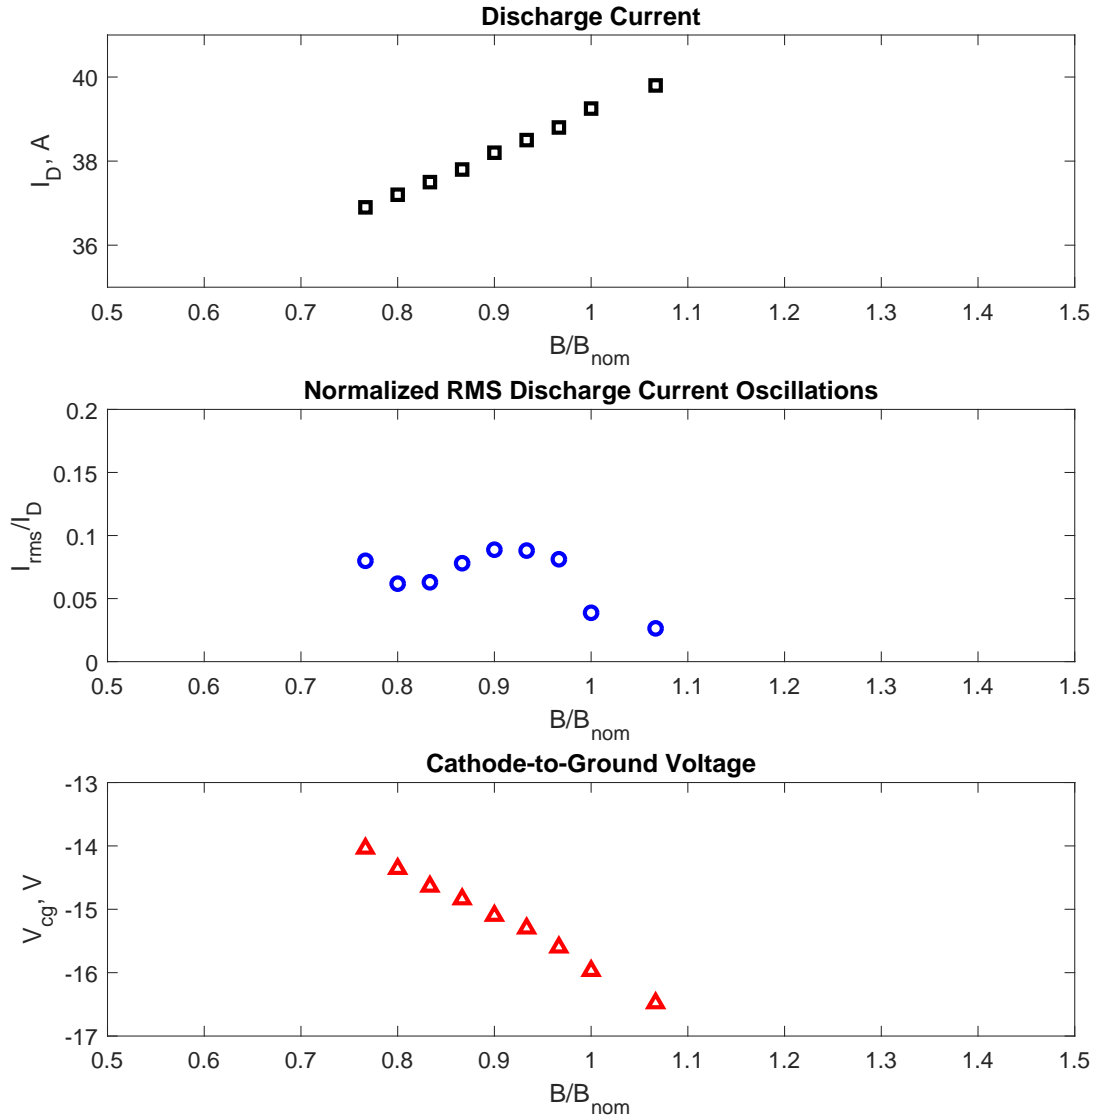 Discharge Current
40
38
36
I_D, A
0.5 0.6 0.7 0.8 0.9 1 1.1 1.2 1.3 1.4 1.5
B/B_nom
Normalized RMS Discharge Current Oscillations
0.2
0.15
0.1
0.05
0
I_rms/I_D
0.5 0.6 0.7 0.8 0.9 1 1.1 1.2 1.3 1.4 1.5
B/B_nom
Cathode-to-Ground Voltage
-13
-14
-15
-16
-17
V_cg, V
0.5 0.6 0.7 0.8 0.9 1 1.1 1.2 1.3 1.4 1.5
B/B_nom